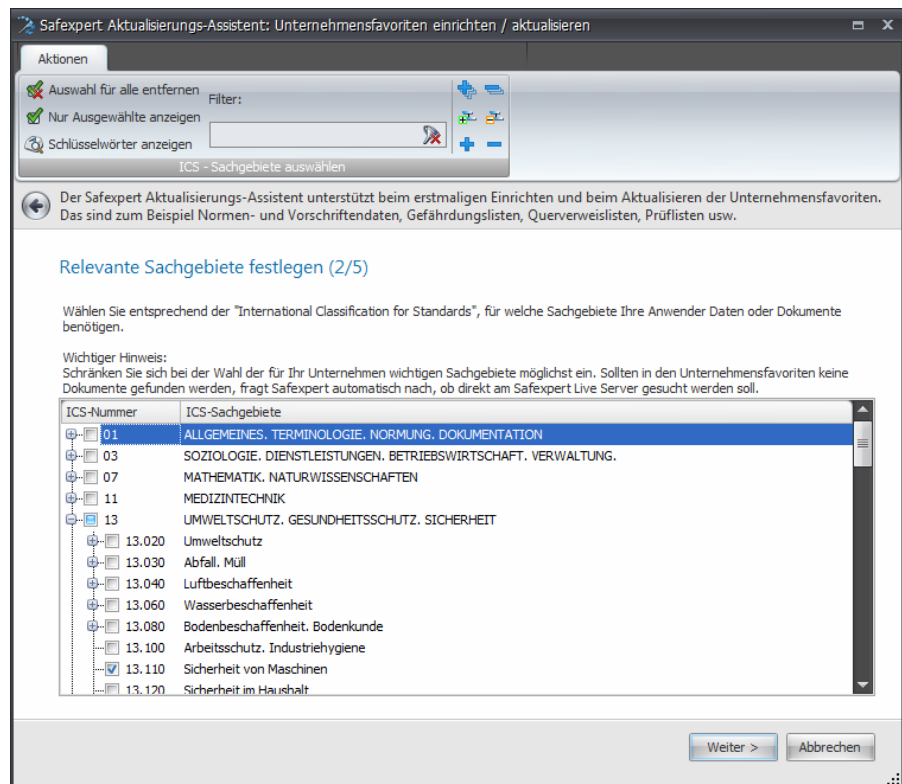 Safexpert Aktualisierungs-Assistent: Unternehmensfavoriten einrichten / aktualisieren
Aktionen
Auswahl für alle entfernen
Filter:
Nur Ausgewählte anzeigen
Schlüsselwörter anzeigen
ICS - Sachgebiete auswählen
Der Safexpert Aktualisierungs-Assistent unterstützt beim erstmaligen Einrichten und beim Aktualisieren der Unternehmensfavoriten.
Das sind zum Beispiel Normen- und Vorschriftendaten, Gefährdungslisten, Querverweislisten, Prüflisten usw.
Relevante Sachgebiete festlegen (2/5)
Wählen Sie entsprechend der "International Classification for Standards", für welche Sachgebiete Ihre Anwender Daten oder Dokumente
benötigen.
Wichtiger Hinweis:
Schränken Sie sich bei der Wahl der für Ihr Unternehmen wichtigen Sachgebiete möglichst ein. Sollten in den Unternehmensfavoriten keine
Dokumente gefunden werden, fragt Safexpert automatisch nach, ob direkt am Safexpert Live Server gesucht werden soll.
ICS-Nummer ICS-Sachgebiete
01 ALLGEMEINES. TERMINOLOGIE. NORMUNG. DOKUMENTATION
03 SOZIOLOGIE. DIENSTLEISTUNGEN. BETRIEBSWIRTSCHAFT. VERWALTUNG.
07 MATHEMATIK. NATURWISSENSCHAFTEN
11 MEDIZINTECHNIK
13 UMWELTSCHUTZ. GESUNDHEITSSCHUTZ. SICHERHEIT
13.020 Umweltschutz
13.030 Abfall. Müll
13.040 Luftbeschaffenheit
13.060 Wasserbeschaffenheit
13.080 Bodenbeschaffenheit. Bodenkunde
13.100 Arbeitsschutz. Industriehygiene
13.110 Sicherheit von Maschinen
13.120 Sicherheit im Haushalt
Weiter > Abbrechen